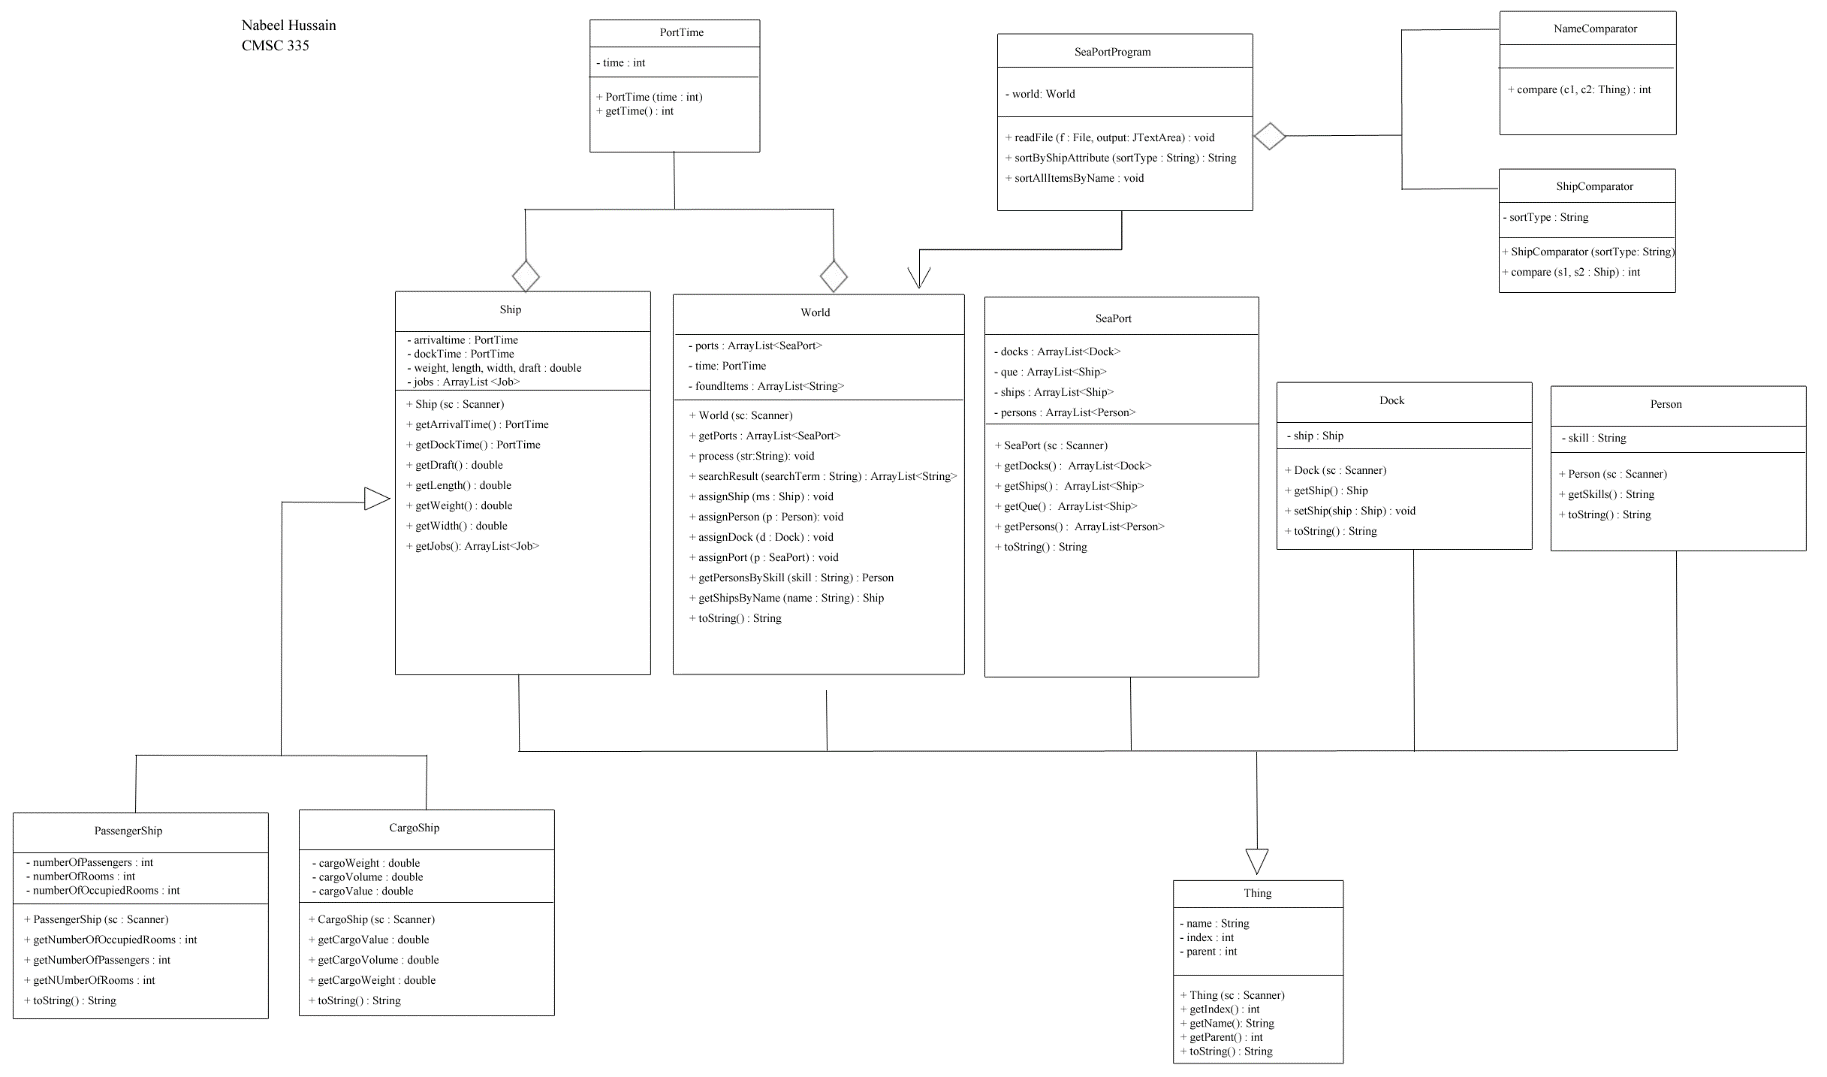 Nabeel Hussain
CMSC 335
PortTime
- time : int
+ PortTime (time : int)
+ getTime() : int
SeaPortProgram
- world: World
+ readFile (f : File, output: JTextArea) : void
+ sortByShipAttribute (sortType : String) : String
+ sortAllItemsByName : void
NameComparator
+ compare (c1, c2: Thing) : int
ShipComparator
- sortType : String
+ ShipComparator (sortType: String)
+ compare (s1, s2 : Ship) : int
Ship
- arrivaltime : PortTime
- dockTime : PortTime
- weight, length, width, draft : double
- jobs : ArrayList <Job>
+ Ship (sc : Scanner)
+ getArrivalTime() : PortTime
+ getDockTime() : PortTime
+ getDraft() : double
+ getLength() : double
+ getWeight() : double
+ getWidth() : double
+ getJobs(): ArrayList<Job>
World
- ports : ArrayList<SeaPort>
- time: PortTime
- foundItems : ArrayList<String>
+ World (sc: Scanner)
+ getPorts : ArrayList<SeaPort>
+ process (str:String): void
+ searchResult (searchTerm : String) : ArrayList<String>
+ assignShip (ms : Ship) : void
+ assignPerson (p : Person): void
+ assignDock (d : Dock) : void
+ assignPort (p : SeaPort) : void
+ getPersonsBySkill (skill : String) : Person
+ getShipsByName (name : String) : Ship
+ toString() : String
SeaPort
- docks : ArrayList<Dock>
- que : ArrayList<Ship>
- ships : ArrayList<Ship>
- persons : ArrayList<Person>
+ SeaPort (sc : Scanner)
+ getDocks() : ArrayList<Dock>
+ getShips() : ArrayList<Ship>
+ getQue() : ArrayList<Ship>
+ getPersons() : ArrayList<Person>
+ toString() : String
Dock
- ship : Ship
+ Dock (sc : Scanner)
+ getShip() : Ship
+ setShip(ship : Ship) : void
+ toString() : String
Person
- skill : String
+ Person (sc : Scanner)
+ getSkills() : String
+ toString() : String
PassengerShip
- numberOfPassengers : int
- numberOfRooms : int
- numberOfOccupiedRooms : int
+ PassengerShip (sc : Scanner)
+ getNumberOfOccupiedRooms : int
+ getNumberOfPassengers : int
+ getNUmberOfRooms : int
+ toString() : String
CargoShip
- cargoWeight : double
- cargoVolume : double
- cargoValue : double
+ CargoShip (sc : Scanner)
+ getCargoValue : double
+ getCargoVolume : double
+ getCargoWeight : double
+ toString() : String
Thing
- name : String
- index : int
- parent : int
+ Thing (sc : Scanner)
+ getIndex() : int
+ getName(): String
+ getParent() : int
+ toString() : String